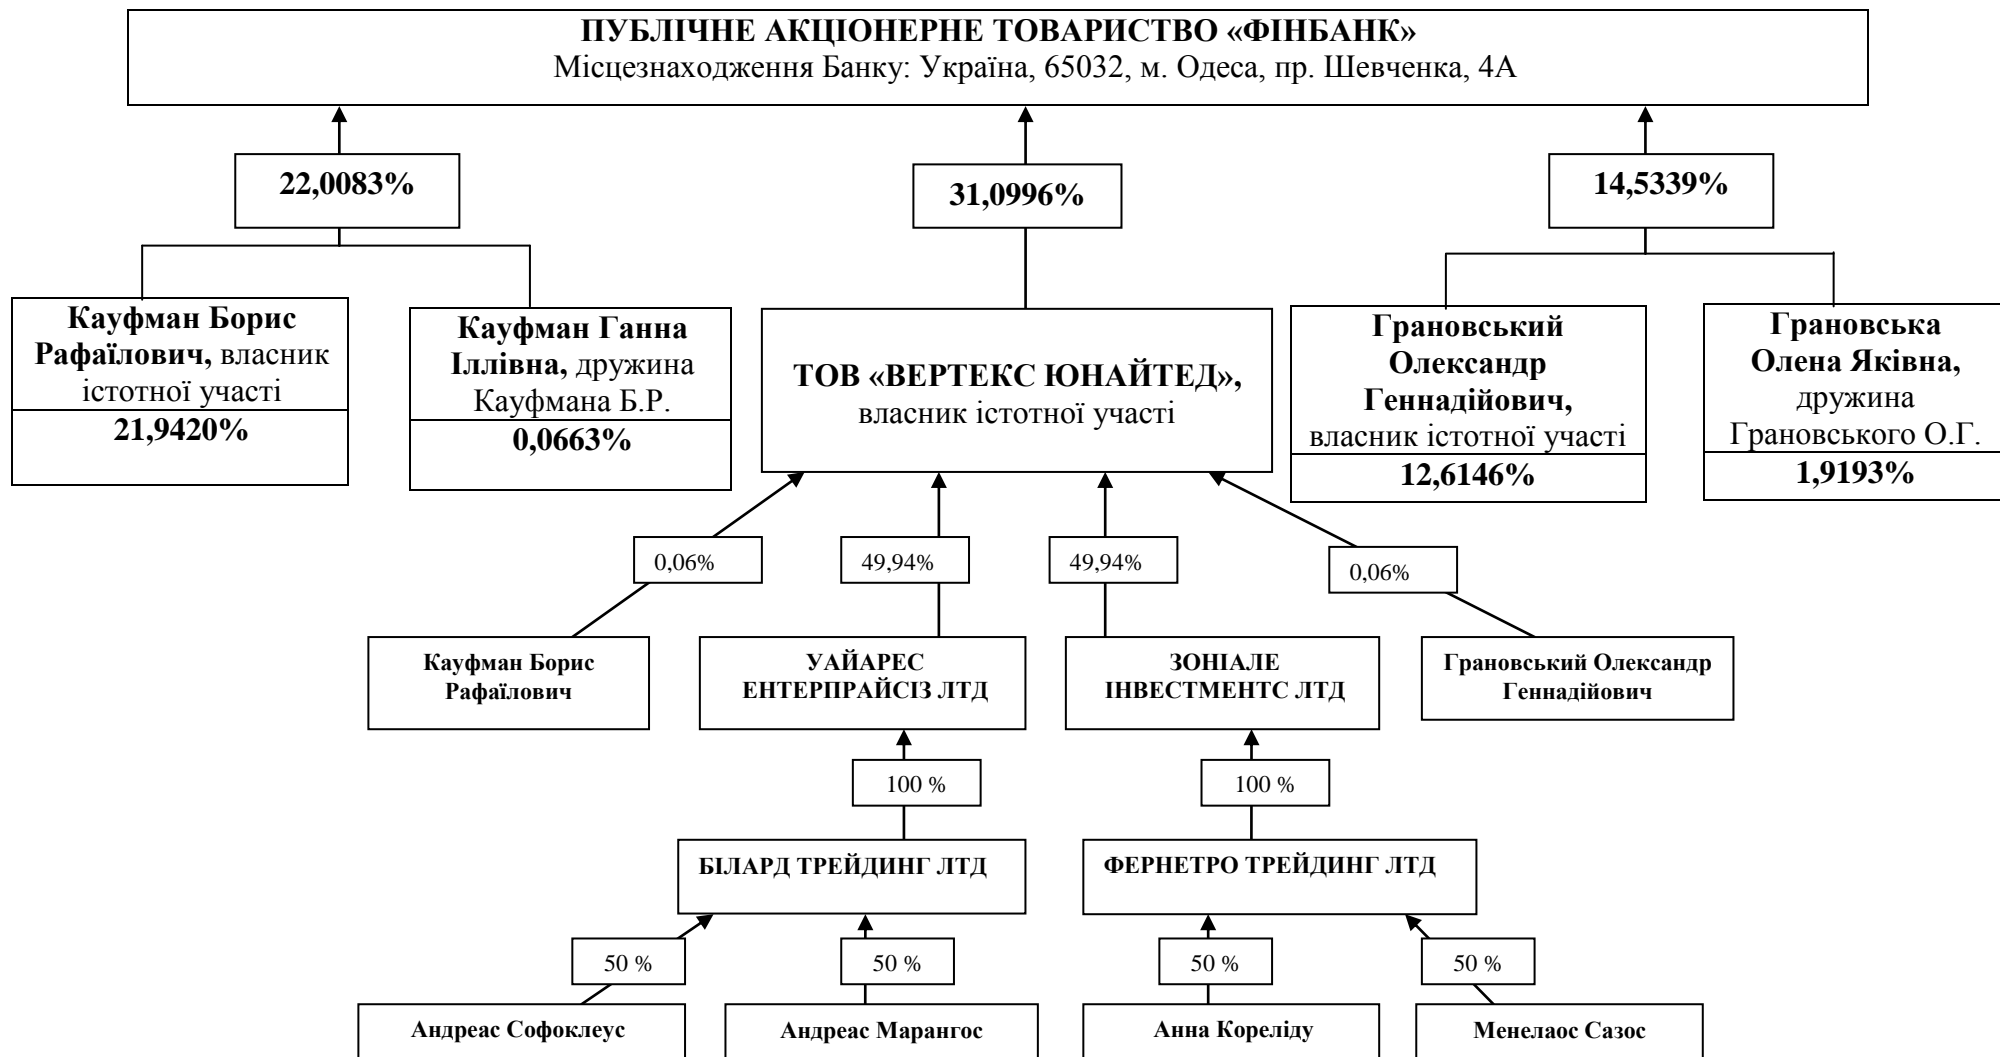 ПУБЛІЧНЕ АКЦІОНЕРНЕ ТОВАРИСТВО «ФІНБАНК»
Місцезнаходження Банку: Україна, 65032, м. Одеса, пр. Шевченка, 4А
22,0083%
31,0996%
14,5339%
Кауфман Борис
Рафаїлович, власник
істотної участі
21,9420%
Кауфман Ганна
Іллівна, дружина
Кауфмана Б.Р.
0,0663%
ТОВ «ВЕРТЕКС ЮНАЙТЕД»,
власник істотної участі
Грановський
Олександр
Геннадійович,
власник істотної участі
12,6146%
Грановська
Олена Яківна,
дружина
Грановського О.Г.
1,9193%
0,06%
49,94%
49,94%
0,06%
Кауфман Борис
Рафаїлович
УАЙАРЕС
ЕНТЕРПРАЙСІЗ ЛТД
ЗОНІАЛЕ
ІНВЕСТМЕНТС ЛТД
Грановський Олександр
Геннадійович
100 %
100 %
БІЛАРД ТРЕЙДИНГ ЛТД
ФЕРНЕТРО ТРЕЙДИНГ ЛТД
50 %
50 %
50 %
50 %
Андреас Софоклеус
Андреас Марангос
Анна Кореліду
Менелаос Сазос